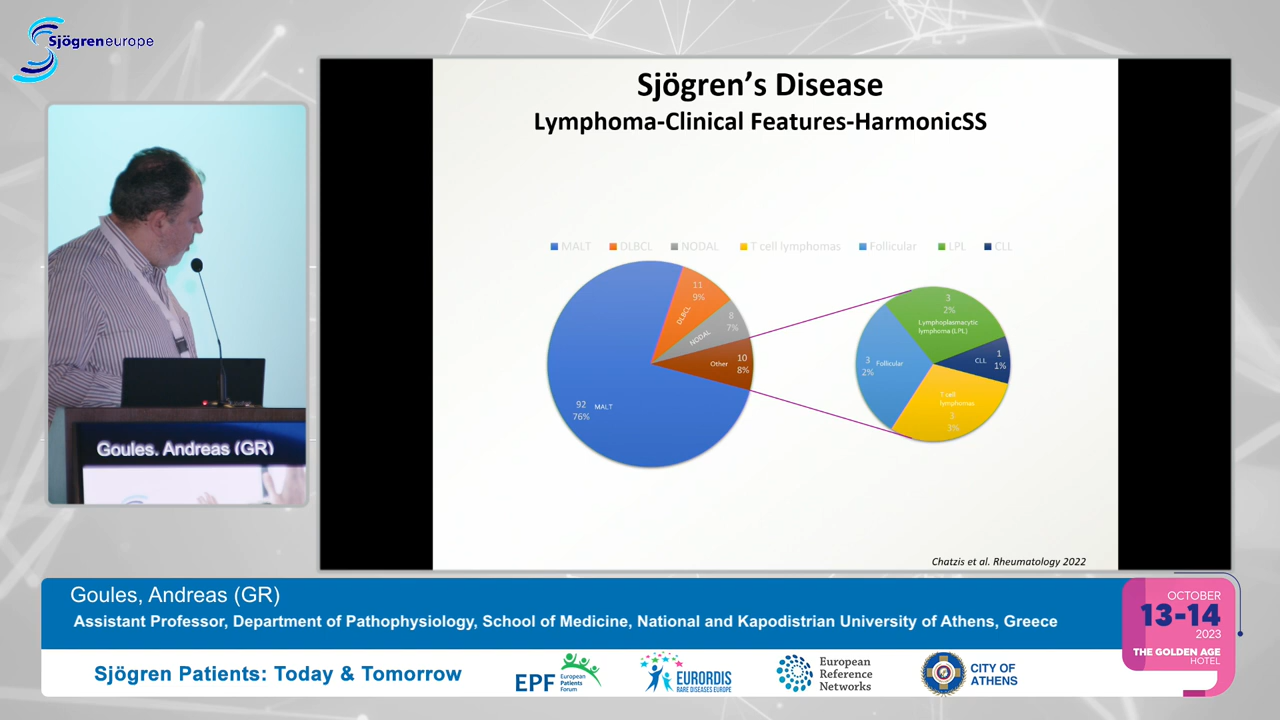 Sjögreneurope
Sjögren's Disease
Lymphoma-Clinical Features-HarmonicSS
MALT DLBCL NODAL T cell lymphomas Follicular LPL CLL
11
9%
DLBCL
8
7%
NODAL
Other 10
8%
92 MALT
76%
3
2%
Lymphoplasmacytic
lymphoma (LPL)
3 Follicular
2%
CLL 1
1%
T cell
lymphomas
3
3%
Chatzis et al. Rheumatology 2022
Goules, Andreas (GR)
Goules, Andreas (GR)
Assistant Professor, Department of Pathophysiology, School of Medicine, National and Kapodistrian University of Athens, Greece
OCTOBER
13-14
2023
THE GOLDEN AGE
HOTEL
Sjögren Patients: Today & Tomorrow
EPF European
Patients
Forum
EURORDIS
RARE DISEASES EUROPE
European
Reference
Networks
CITY OF
ATHENS